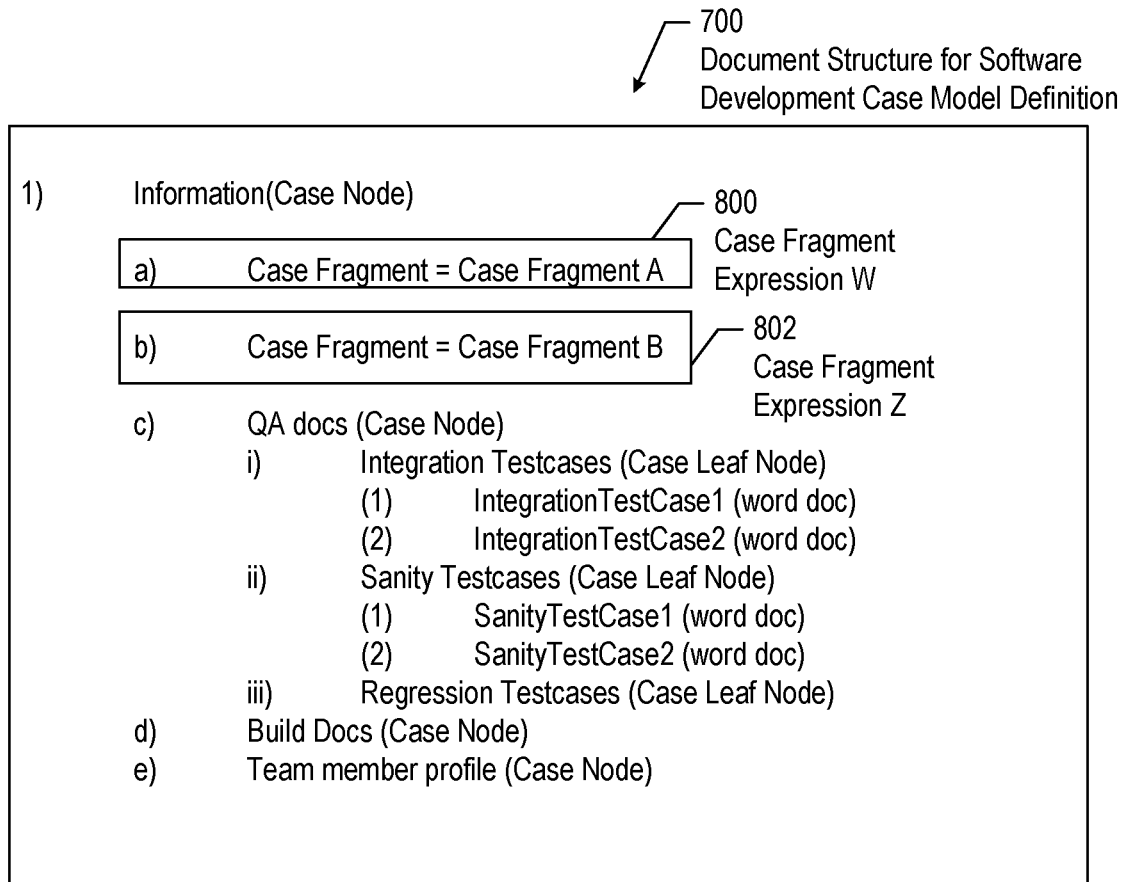 700
Document Structure for Software
Development Case Model Definition
1) Information(Case Node)
800
Case Fragment
Expression W
a) Case Fragment = Case Fragment A
802
Case Fragment
Expression Z
b) Case Fragment = Case Fragment B
c) QA docs (Case Node)
i) Integration Testcases (Case Leaf Node)
(1) IntegrationTestCase1 (word doc)
(2) IntegrationTestCase2 (word doc)
ii) Sanity Testcases (Case Leaf Node)
(1) SanityTestCase1 (word doc)
(2) SanityTestCase2 (word doc)
iii) Regression Testcases (Case Leaf Node)
d) Build Docs (Case Node)
e) Team member profile (Case Node)